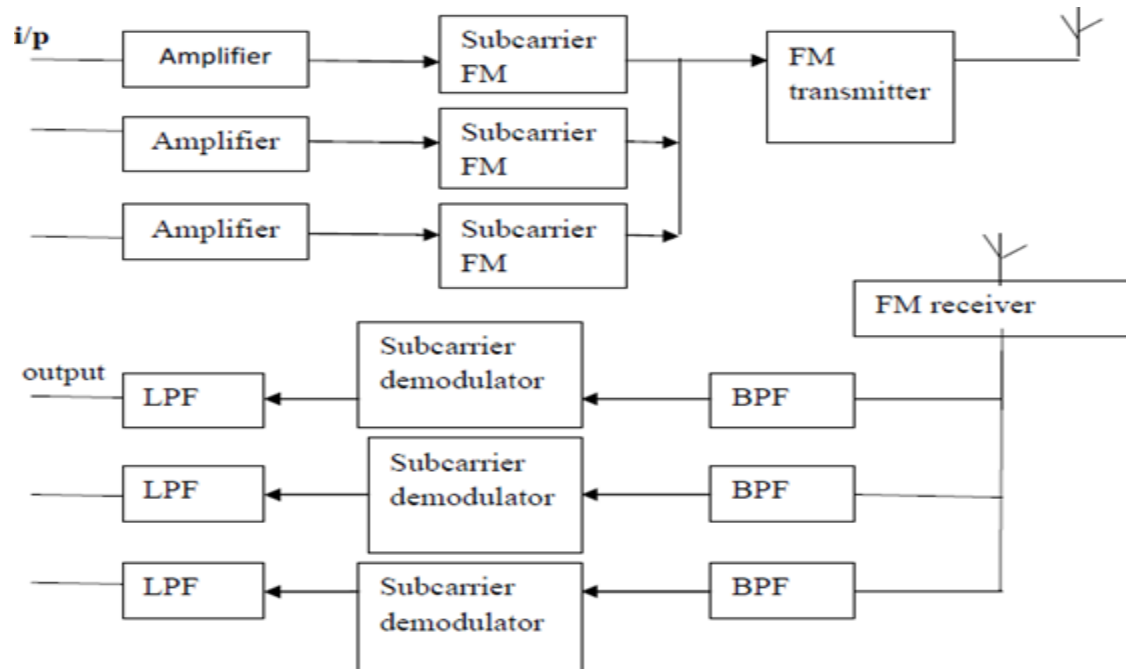 i/p
Amplifier
Subcarrier
FM
FM
transmitter
Amplifier
Subcarrier
FM
Amplifier
Subcarrier
FM
FM receiver
output
LPF
Subcarrier
demodulator
BPF
LPF
Subcarrier
demodulator
BPF
LPF
Subcarrier
demodulator
BPF